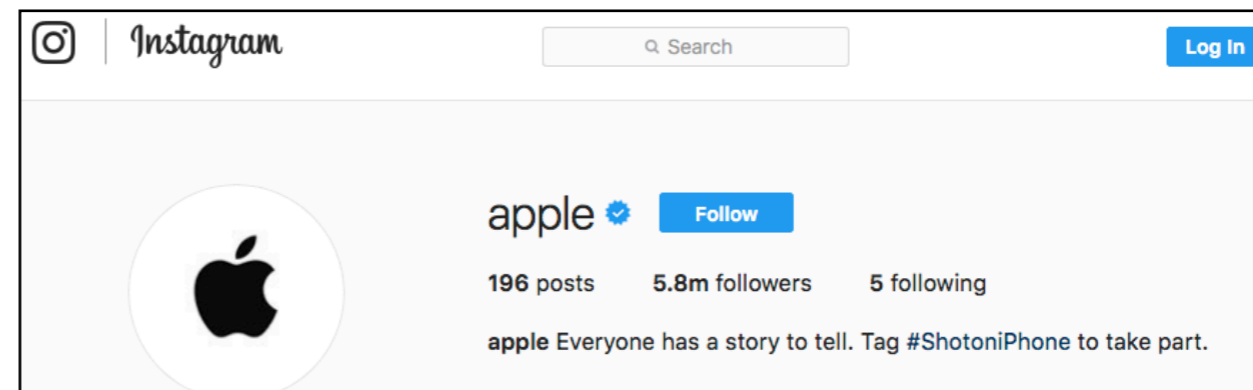 Instagram
Search
Log In
apple
Follow
196 posts 5.8m followers 5 following
apple Everyone has a story to tell. Tag #ShotoniPhone to take part.